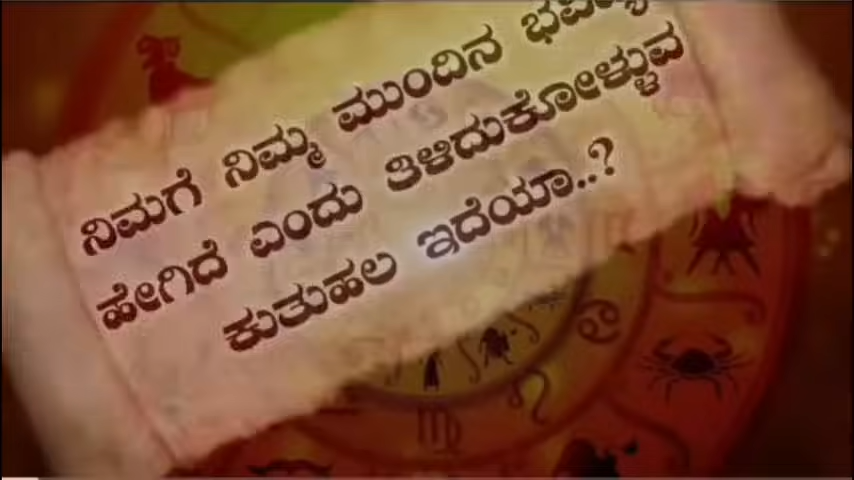 ನಿಮಗೆ ನಿಮ್ಮ ಮುಂದಿನ
ಹೇಗಿದೆ ಎಂದು ತಿಳಿದುಕೋಳ್ಳುವ
ಕುತುಹಲ ಇದೆಯಾ..?